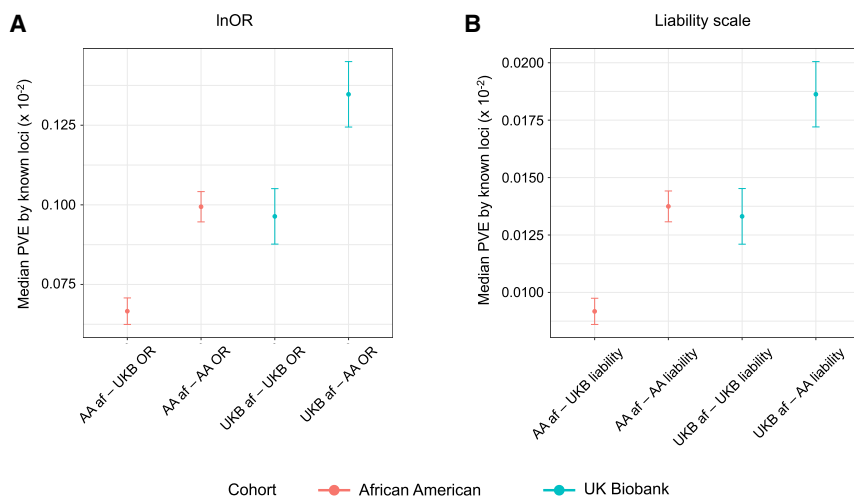 A
lnOR
Median PVE by known loci (x 10⁻²)
0.125
0.100
0.075
AA af – UKB OR
AA af – AA OR
UKB af – UKB OR
UKB af – AA OR
B
Liability scale
Median PVE by known loci (x 10⁻²)
0.0200
0.0175
0.0150
0.0125
0.0100
AA af – UKB liability
AA af – AA liability
UKB af – UKB liability
UKB af – AA liability
Cohort African American UK Biobank